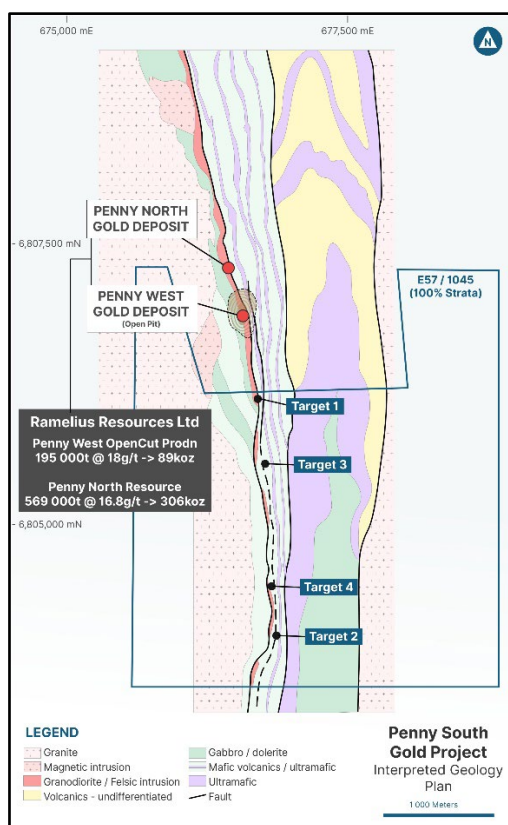 675,000 mE
677,500 mE
N
PENNY NORTH
GOLD DEPOSIT
6,807,500 mN
PENNY WEST
GOLD DEPOSIT
(Open Pit)
E57 / 1045
(100% Strata)
Target 1
Ramelius Resources Ltd
Penny West OpenCut Prodn
195 000t @ 18g/t -> 89koz
Penny North Resource
569 000t @ 16.8g/t -> 306koz
Target 3
6,805,000 mN
Target 4
Target 2
LEGEND
Granite
Magnetic intrusion
Granodiorite / Felsic intrusion
Volcanics - undifferentiated
Gabbro / dolerite
Mafic volcanics / ultramafic
Ultramafic
Fault
Penny South
Gold Project
Interpreted Geology
Plan
1 000 Meters